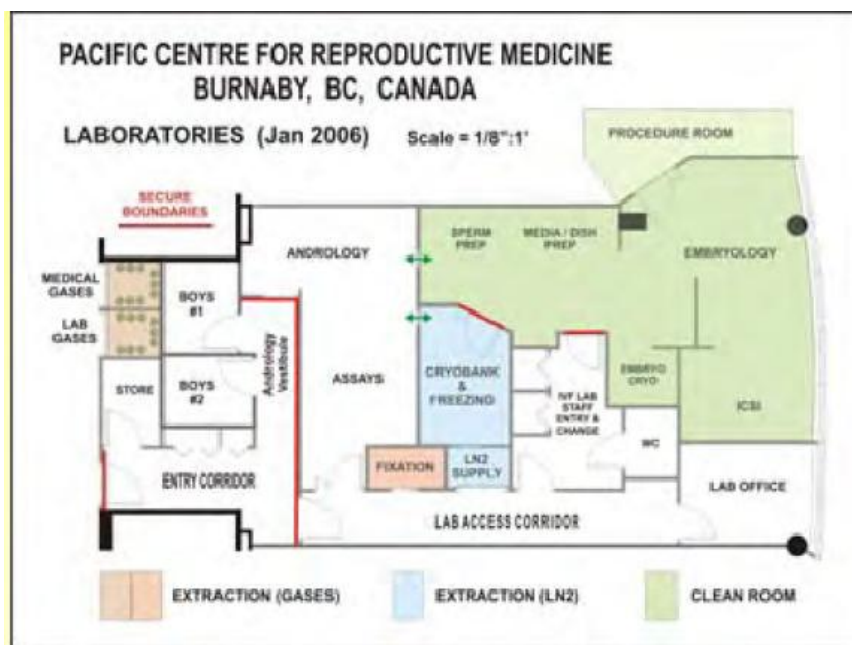 PACIFIC CENTRE FOR REPRODUCTIVE MEDICINE
BURNABY, BC, CANADA
LABORATORIES (Jan 2006)
Scale = 1/8":1'
PROCEDURE ROOM
SECURE
BOUNDARIES
ANDROLOGY
SPERM
PREP
MEDIA / DISH
PREP
EMBRYOLOGY
MEDICAL
GASES
BOYS
#1
LAB
GASES
Andrology
Vestibule
ASSAYS
CRYOBANK
&
FREEZING
STORE
BOYS
#2
EMBRYO
CRYO
IVF LAB
STAFF
ENTRY &
CHANGE
ICSI
WC
FIXATION
LN2
SUPPLY
ENTRY CORRIDOR
LAB OFFICE
LAB ACCESS CORRIDOR
EXTRACTION (GASES)
EXTRACTION (LN2)
CLEAN ROOM